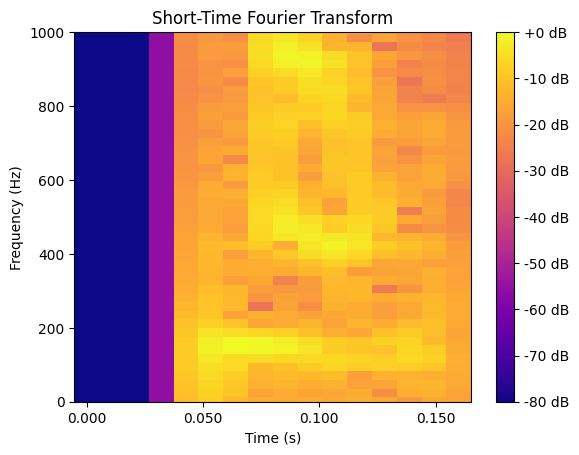 Short-Time Fourier Transform
Frequency (Hz)
1000
800
600
400
200
0
0.000
0.050
0.100
0.150
Time (s)
+0 dB
-10 dB
-20 dB
-30 dB
-40 dB
-50 dB
-60 dB
-70 dB
-80 dB